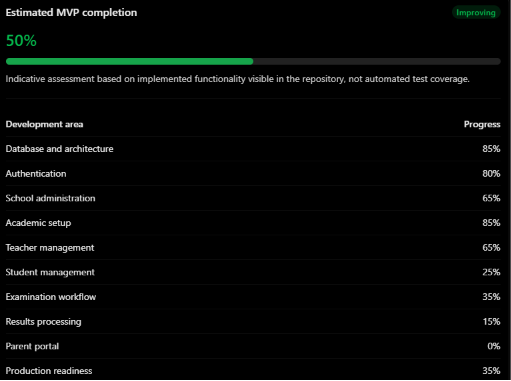 Estimated MVP completion Improving
50%
Indicative assessment based on implemented functionality visible in the repository, not automated test coverage.
Development area Progress
Database and architecture 85%
Authentication 80%
School administration 65%
Academic setup 85%
Teacher management 65%
Student management 25%
Examination workflow 35%
Results processing 15%
Parent portal 0%
Production readiness 35%